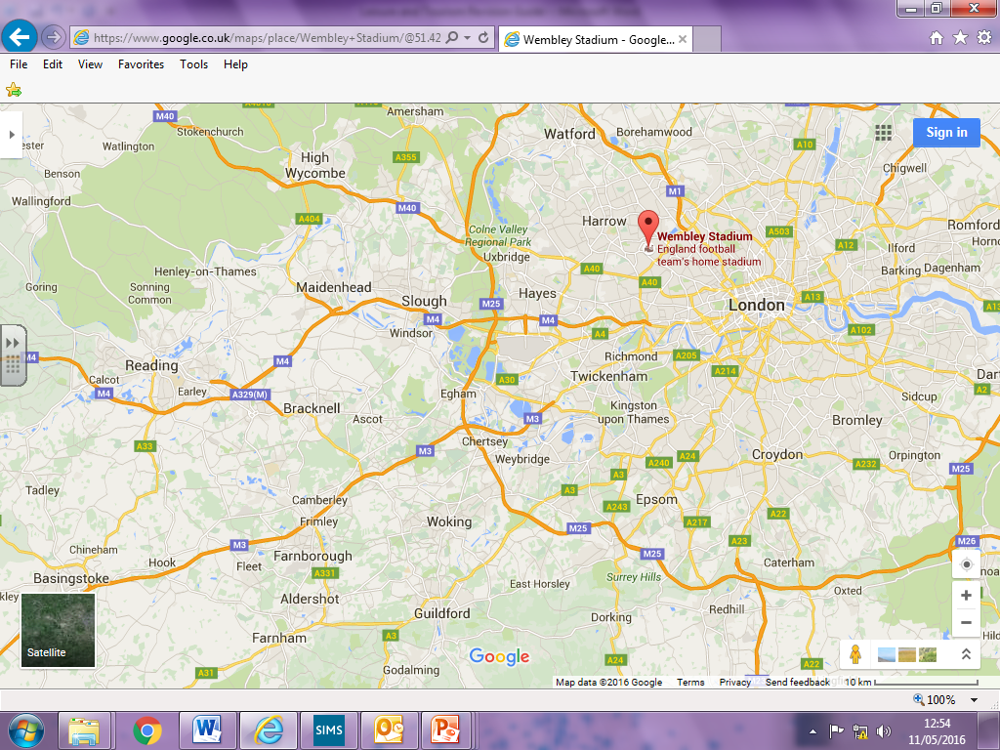 https://www.google.co.uk/maps/place/Wembley+Stadium/@51.42
Wembley Stadium - Google...
File Edit View Favorites Tools Help
Sign in
Amersham
M40
Stokenchurch
Watlington
Watford
Borehamwood
A10
High
Wycombe
A355
Chigwell
Benson
M1
Wallingford
M40
A404
Harrow
Colne Valley
Regional Park
Wembley Stadium
England football
team's home stadium
A503
Romford
A12
Ilford
Uxbridge
Henley-on-Thames
A40
Barking
Dagenham
Goring
Sonning
Common
Maidenhead
A40
Slough
Hayes
M25
London
A13
M4
M4
Windsor
A4
A102
M4
Reading
Richmond
A205
M4
Calcot
Earley
A30
Twickenham
A214
M4
A329(M)
Egham
A2
Bracknell
Ascot
Kingston
upon Thames
Sidcup
M3
Bromley
A33
M3
Chertsey
Weybridge
A240
A24
Croydon
Orpington
A232
M25
A3
A3
Tadley
Camberley
A243
Epsom
Frimley
Woking
A217
A22
M25
M3
A23
M26
Chineham
Hook
Fleet
Farnborough
M25
Caterham
Basingstoke
A331
Surrey Hills
East Horsley
Oxted
Aldershot
Guildford
Redhill
Dorking
Farnham
A3
Satellite
Google
A24
A22
A31
Godalming
Map data ©2016 Google Terms Privacy Send feedback 10 km
100%
SIMS
12:54
11/05/2016